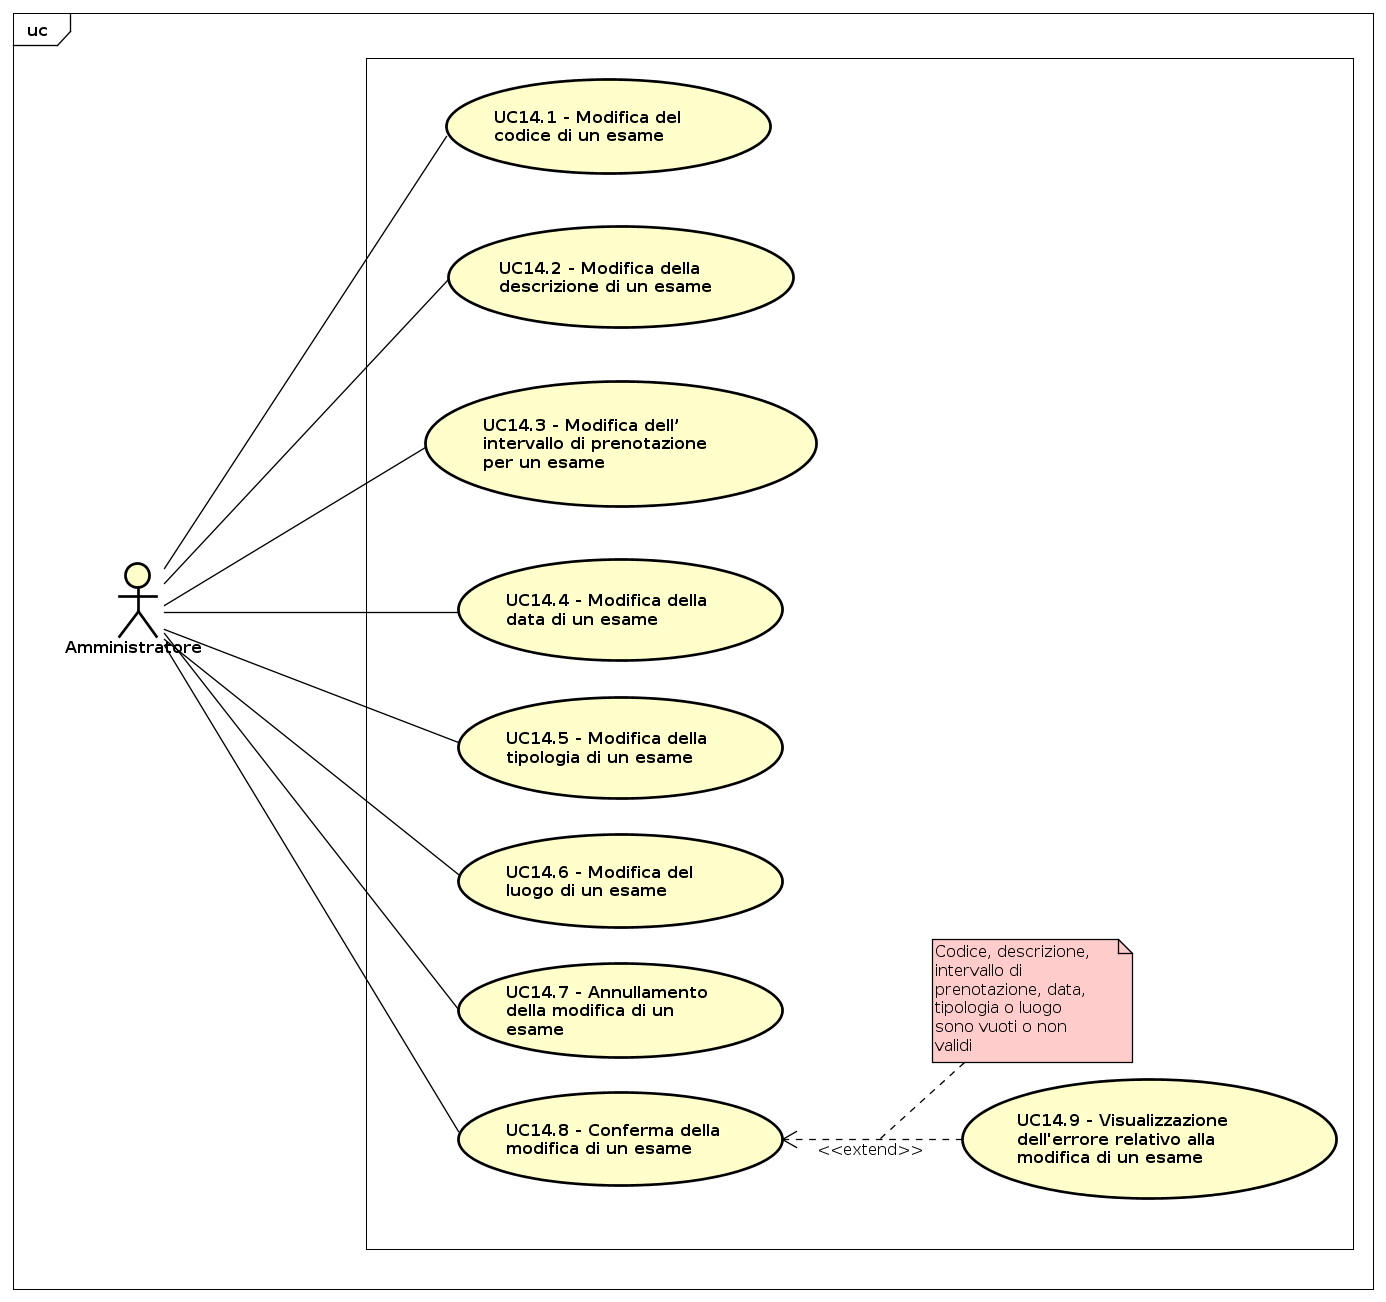 uc
UC14.1 - Modifica del
codice di un esame
UC14.2 - Modifica della
descrizione di un esame
UC14.3 - Modifica dell’
intervallo di prenotazione
per un esame
Amministratore
UC14.4 - Modifica della
data di un esame
UC14.5 - Modifica della
tipologia di un esame
UC14.6 - Modifica del
luogo di un esame
UC14.7 - Annullamento
della modifica di un
esame
Codice, descrizione,
intervallo di
prenotazione, data,
tipologia o luogo
sono vuoti o non
validi
UC14.8 - Conferma della
modifica di un esame
<<extend>>
UC14.9 - Visualizzazione
dell'errore relativo alla
modifica di un esame